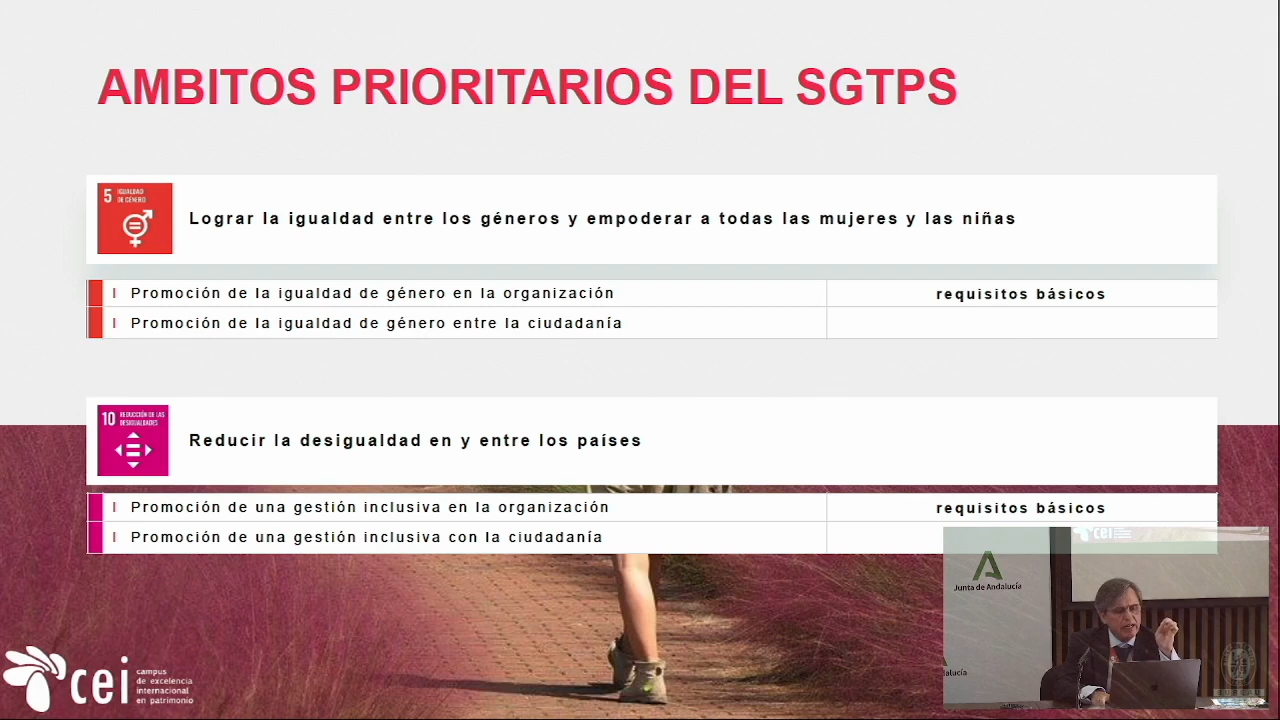 AMBITOS PRIORITARIOS DEL SGTPS
5 IGUALDAD
DE GÉNERO
Lograr la igualdad entre los géneros y empoderar a todas las mujeres y las niñas
I Promoción de la igualdad de género en la organización
requisitos básicos
I Promoción de la igualdad de género entre la ciudadanía
10 REDUCCIÓN DE LAS
DESIGUALDADES
Reducir la desigualdad en y entre los países
I Promoción de una gestión inclusiva en la organización
requisitos básicos
I Promoción de una gestión inclusiva con la ciudadanía
cei
Junta de Andalucía
cei campus
de excelencia
internacional
en patrimonio